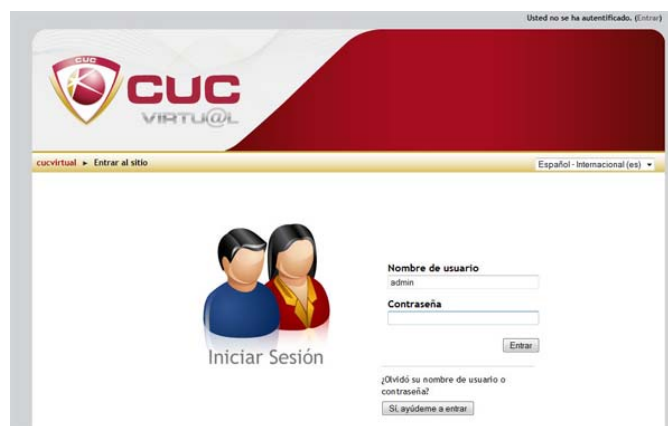 Usted no se ha autentificado. (Entrar)
CUC
CUC
VIRTU@L
cucvirtual ► Entrar al sitio
Español - Internacional (es)
Nombre de usuario
admin
Contraseña
Entrar
Iniciar Sesión
¿Olvidó su nombre de usuario o
contraseña?
Sí, ayúdeme a entrar